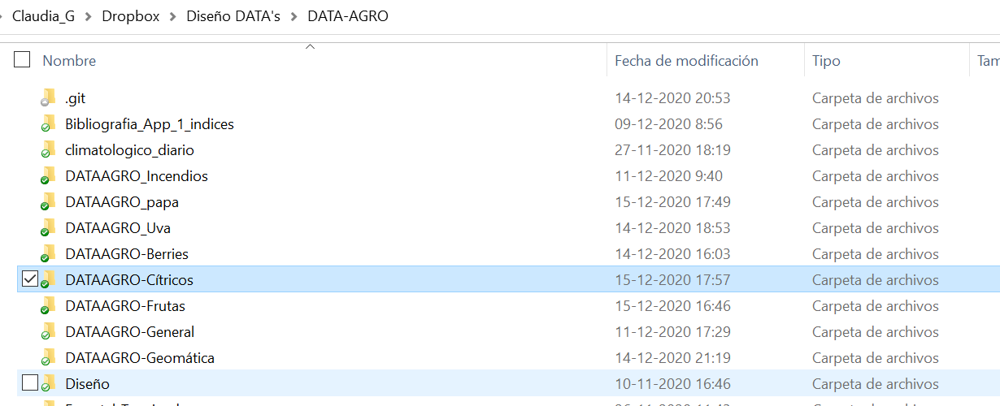 Claudia_G > Dropbox > Diseño DATA's > DATA-AGRO
Nombre Fecha de modificación Tipo
.git 14-12-2020 20:53 Carpeta de archivos
Bibliografia_App_1_indices 09-12-2020 8:56 Carpeta de archivos
climatologico_diario 27-11-2020 18:19 Carpeta de archivos
DATAAGRO_Incendios 11-12-2020 9:40 Carpeta de archivos
DATAAGRO_papa 15-12-2020 17:49 Carpeta de archivos
DATAAGRO_Uva 14-12-2020 18:53 Carpeta de archivos
DATAAGRO-Berries 14-12-2020 16:03 Carpeta de archivos
DATAAGRO-Cítricos 15-12-2020 17:57 Carpeta de archivos
DATAAGRO-Frutas 15-12-2020 16:46 Carpeta de archivos
DATAAGRO-General 11-12-2020 17:29 Carpeta de archivos
DATAAGRO-Geomática 14-12-2020 21:19 Carpeta de archivos
Diseño 10-11-2020 16:46 Carpeta de archivos
Carpeta de archivos